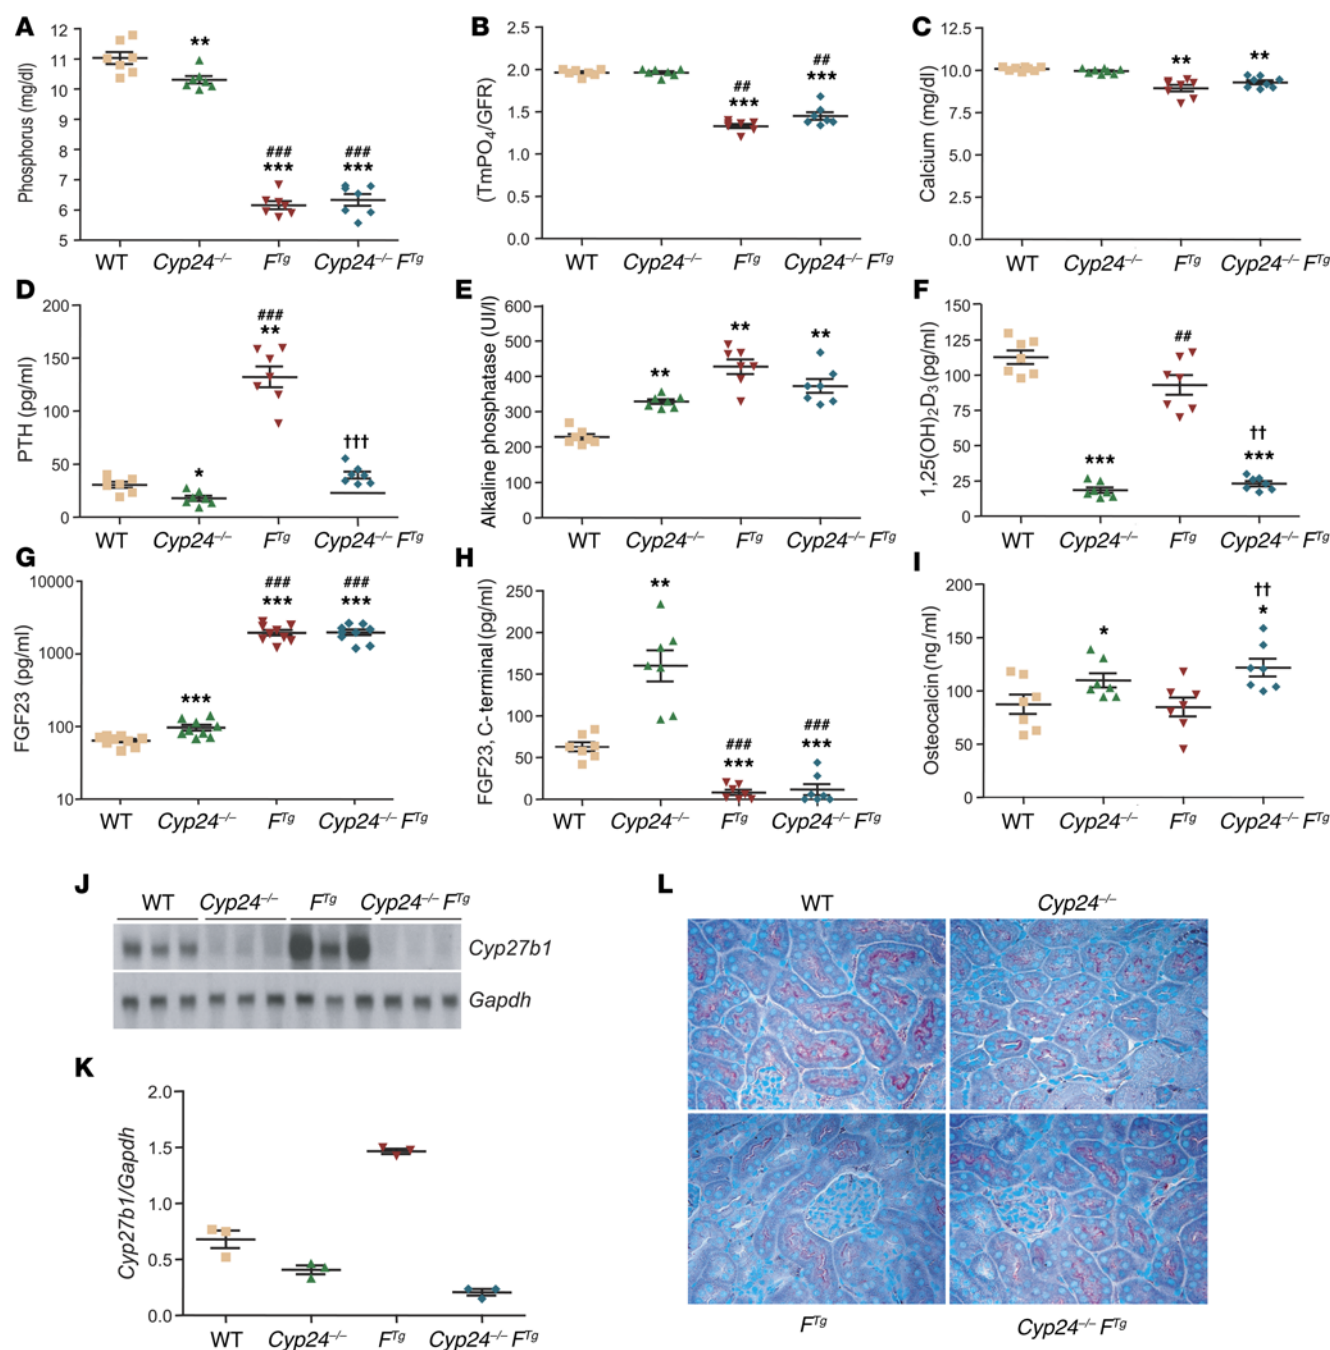 A
Phosphorus (mg/dl)
12
11
10
9
8
7
6
5
**
###
***
###
***
WT
Cyp24–/–
FTg
Cyp24–/– FTg
B
(TmPO4/GFR)
2.5
2.0
1.5
1.0
0.5
0.0
##
***
##
***
WT
Cyp24–/–
FTg
Cyp24–/– FTg
C
Calcium (mg/dl)
12.5
10.0
7.5
5.0
2.5
0.0
**
**
WT
Cyp24–/–
FTg
Cyp24–/– FTg
D
PTH (pg/ml)
200
150
100
50
0
*
###
**
†††
WT
Cyp24–/–
FTg
Cyp24–/– FTg
E
Alkaline phosphatase (UI/l)
600
500
400
300
200
100
0
**
**
**
WT
Cyp24–/–
FTg
Cyp24–/– FTg
F
1,25(OH)2D3 (pg/ml)
150
125
100
75
50
25
0
***
##
††
***
WT
Cyp24–/–
FTg
Cyp24–/– FTg
G
FGF23 (pg/ml)
10000
1000
100
10
***
###
***
###
***
WT
Cyp24–/–
FTg
Cyp24–/– FTg
H
FGF23, C- terminal (pg/ml)
250
200
150
100
50
0
**
###
***
###
***
WT
Cyp24–/–
FTg
Cyp24–/– FTg
I
Osteocalcin (ng /ml)
200
150
100
50
0
*
††
*
WT
Cyp24–/–
FTg
Cyp24–/– FTg
J
WT
Cyp24–/–
FTg
Cyp24–/– FTg
Cyp27b1
Gapdh
K
Cyp27b1/Gapdh
2.0
1.5
1.0
0.5
0.0
WT
Cyp24–/–
FTg
Cyp24–/– FTg
L
WT
Cyp24–/–
FTg
Cyp24–/– FTg